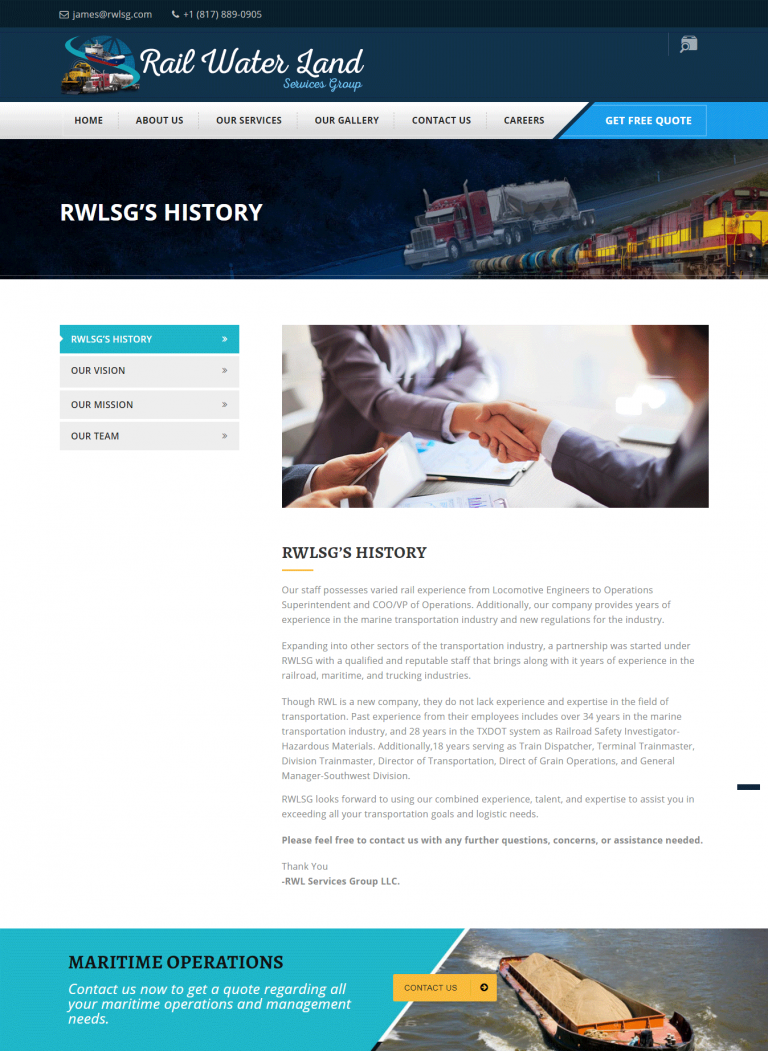 james@rwlsg.com +1 (817) 889-0905
Rail Water Land
Services Group
HOME ABOUT US OUR SERVICES OUR GALLERY CONTACT US CAREERS GET FREE QUOTE
RWLSG’S HISTORY
RWLSG’S HISTORY »
OUR VISION »
OUR MISSION »
OUR TEAM »
RWLSG’S HISTORY
Our staff possesses varied rail experience from Locomotive Engineers to Operations
Superintendent and COO/VP of Operations. Additionally, our company provides years of
experience in the marine transportation industry and new regulations for the industry.
Expanding into other sectors of the transportation industry, a partnership was started under
RWLSG with a qualified and reputable staff that brings along with it years of experience in the
railroad, maritime, and trucking industries.
Though RWL is a new company, they do not lack experience and expertise in the field of
transportation. Past experience from their employees includes over 34 years in the marine
transportation industry, and 28 years in the TXDOT system as Railroad Safety Investigator-
Hazardous Materials. Additionally,18 years serving as Train Dispatcher, Terminal Trainmaster,
Division Trainmaster, Director of Transportation, Direct of Grain Operations, and General
Manager-Southwest Division.
RWLSG looks forward to using our combined experience, talent, and expertise to assist you in
exceeding all your transportation goals and logistic needs.
Please feel free to contact us with any further questions, concerns, or assistance needed.
Thank You
-RWL Services Group LLC.
MARITIME OPERATIONS
Contact us now to get a quote regarding all
your maritime operations and management
needs.
CONTACT US